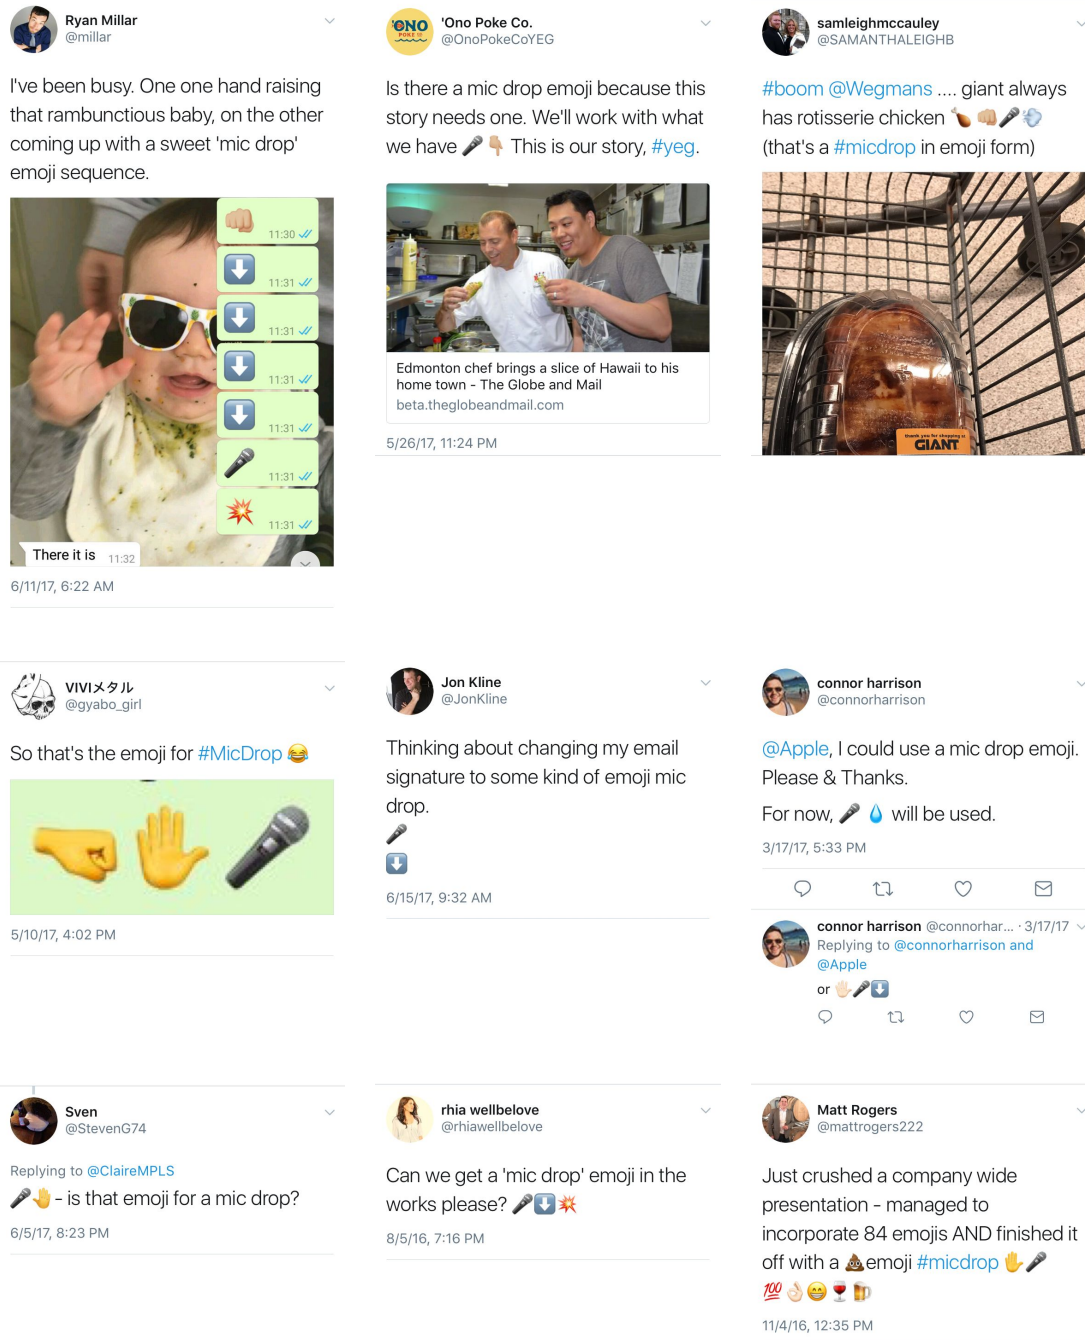 Ryan Millar
@millar
I've been busy. One one hand raising
that rambunctious baby, on the other
coming up with a sweet 'mic drop'
emoji sequence.
👊🏼 11:30
⬇️ 11:31
⬇️ 11:31
⬇️ 11:31
⬇️ 11:31
🎤 11:31
💥 11:31
There it is 11:32
6/11/17, 6:22 AM
'ONO
POKE
'Ono Poke Co.
@OnoPokeCoYEG
Is there a mic drop emoji because this
story needs one. We'll work with what
we have 🎤👇🏼 This is our story, #yeg.
Edmonton chef brings a slice of Hawaii to his
home town - The Globe and Mail
beta.theglobeandmail.com
5/26/17, 11:24 PM
samleighmccauley
@SAMANTHALEIGHB
#boom @Wegmans .... giant always
has rotisserie chicken 🍗👊🏼🎤💨
(that's a #micdrop in emoji form)
thank you for shopping at
GIANT
VIVIメタル
@gyabo_girl
So that's the emoji for #MicDrop 😂
🤜✋🎤
5/10/17, 4:02 PM
Jon Kline
@JonKline
Thinking about changing my email
signature to some kind of emoji mic
drop.
🎤
⬇️
6/15/17, 9:32 AM
connor harrison
@connorharrison
@Apple, I could use a mic drop emoji.
Please & Thanks.
For now, 🎤 💧 will be used.
3/17/17, 5:33 PM
connor harrison @connorhar... · 3/17/17
Replying to @connorharrison and
@Apple
or 🖐🏻🎤⬇️
Sven
@StevenG74
Replying to @ClaireMPLS
🎤🤚 - is that emoji for a mic drop?
6/5/17, 8:23 PM
rhia wellbelove
@rhiawellbelove
Can we get a 'mic drop' emoji in the
works please? 🎤⬇️💥
8/5/16, 7:16 PM
Matt Rogers
@mattrogers222
Just crushed a company wide
presentation - managed to
incorporate 84 emojis AND finished it
off with a 💩 emoji #micdrop ✋🎤
💯👌🏻😁🍷🍺
11/4/16, 12:35 PM